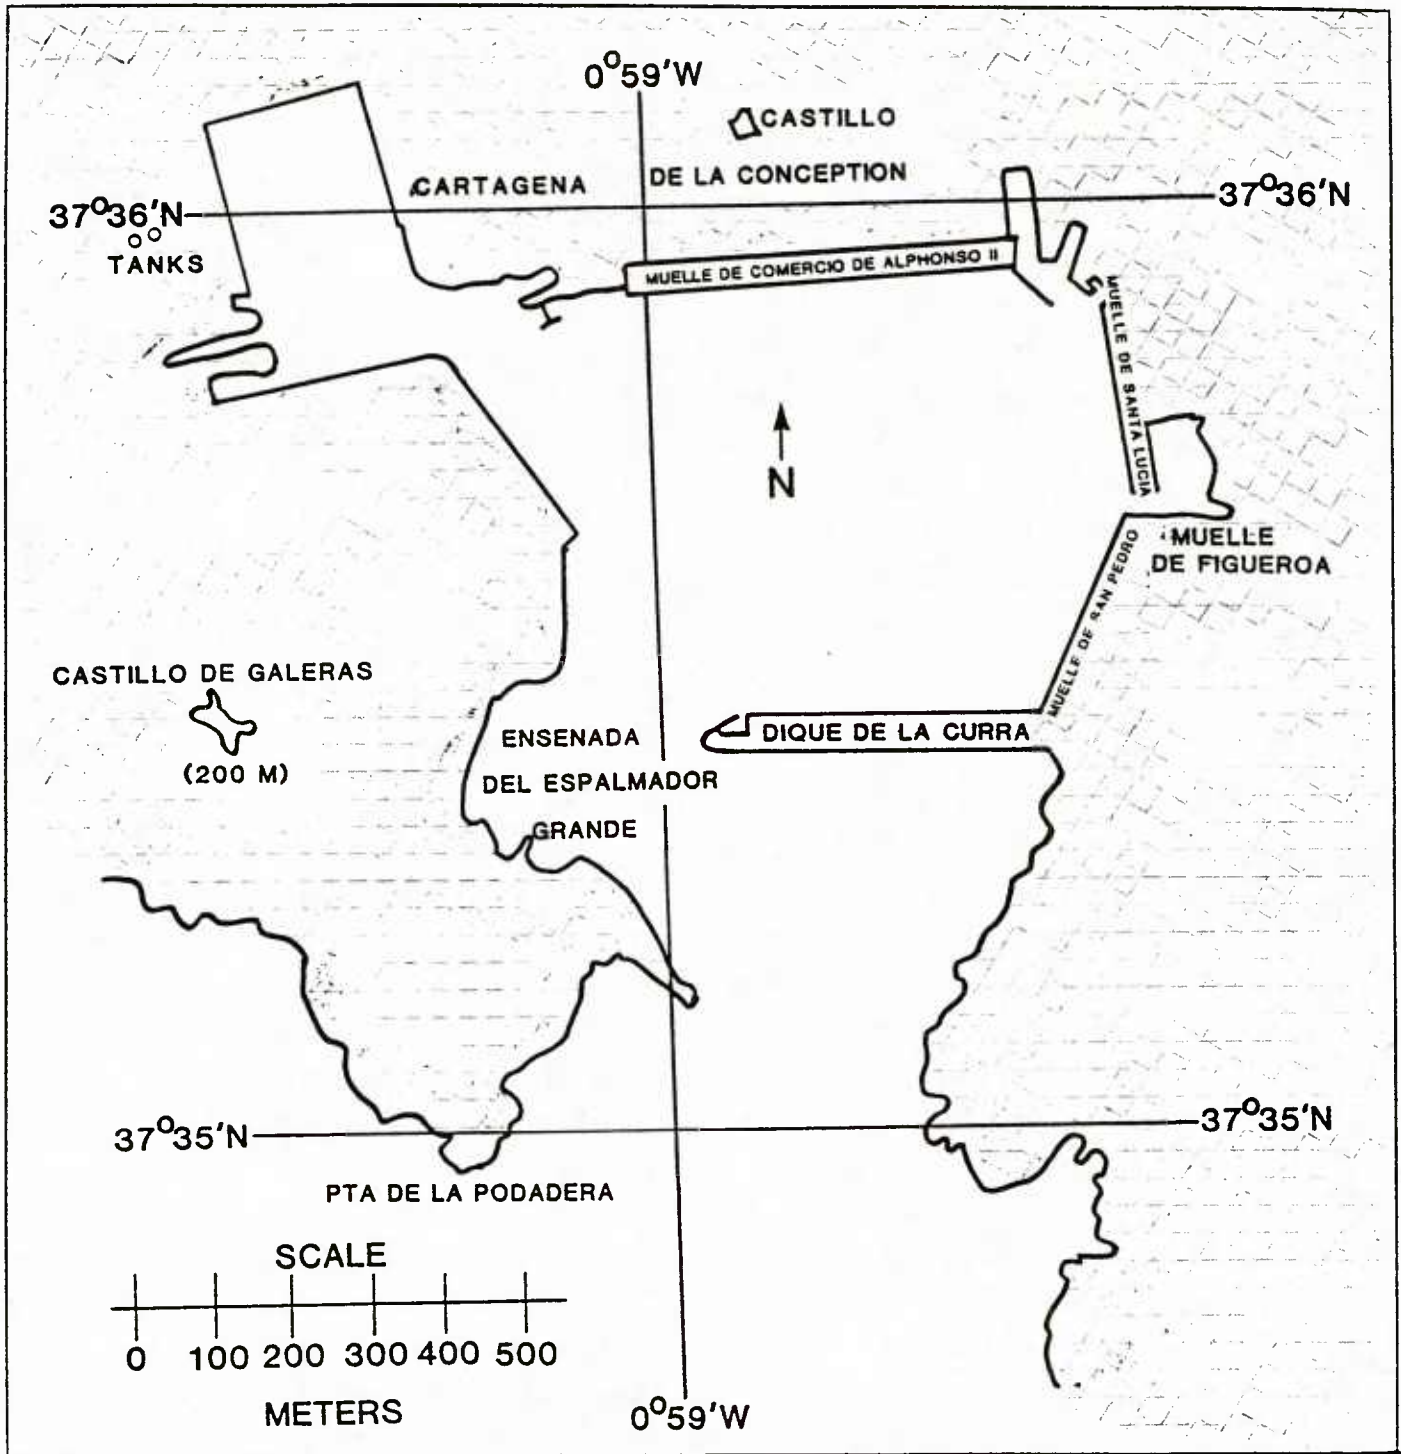 0°59'W
CASTILLO
DE LA CONCEPTION
CARTAGENA
37°36'N
37°36'N
TANKS
MUELLE DE COMERCIO DE ALPHONSO II
MUELLE DE SANTA LUCIA
N
MUELLE
DE FIGUEROA
MUELLE DE SAN PEDRO
CASTILLO DE GALERAS
(200 M)
ENSENADA
DEL ESPALMADOR
GRANDE
DIQUE DE LA CURRA
37°35'N
37°35'N
PTA DE LA PODADERA
SCALE
0 100 200 300 400 500
METERS
0°59'W